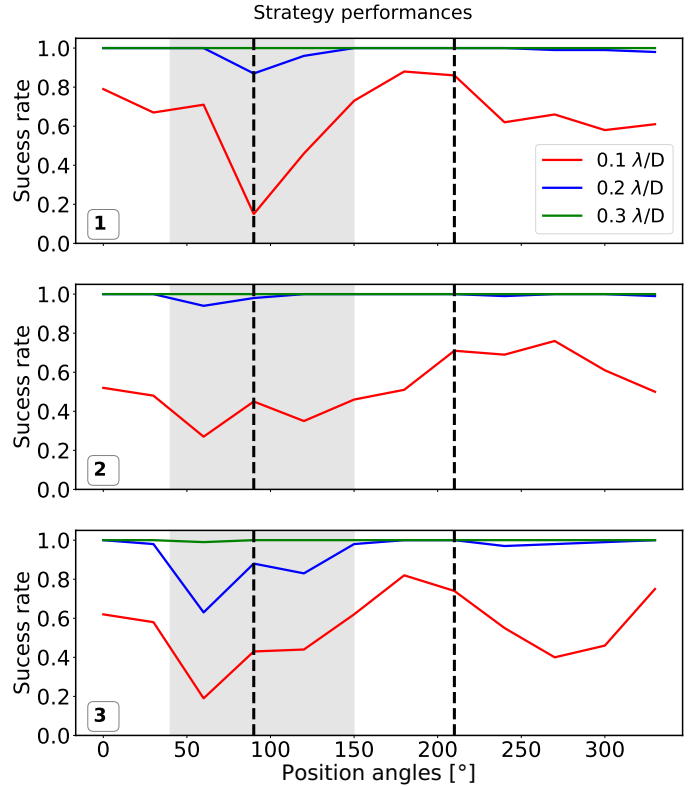 Strategy performances
1.0
0.8
0.6
0.4
0.2
0.0
Sucess rate
1
0.1 λ/D
0.2 λ/D
0.3 λ/D
1.0
0.8
0.6
0.4
0.2
0.0
Sucess rate
2
1.0
0.8
0.6
0.4
0.2
0.0
Sucess rate
3
0 50 100 150 200 250 300
Position angles [°]